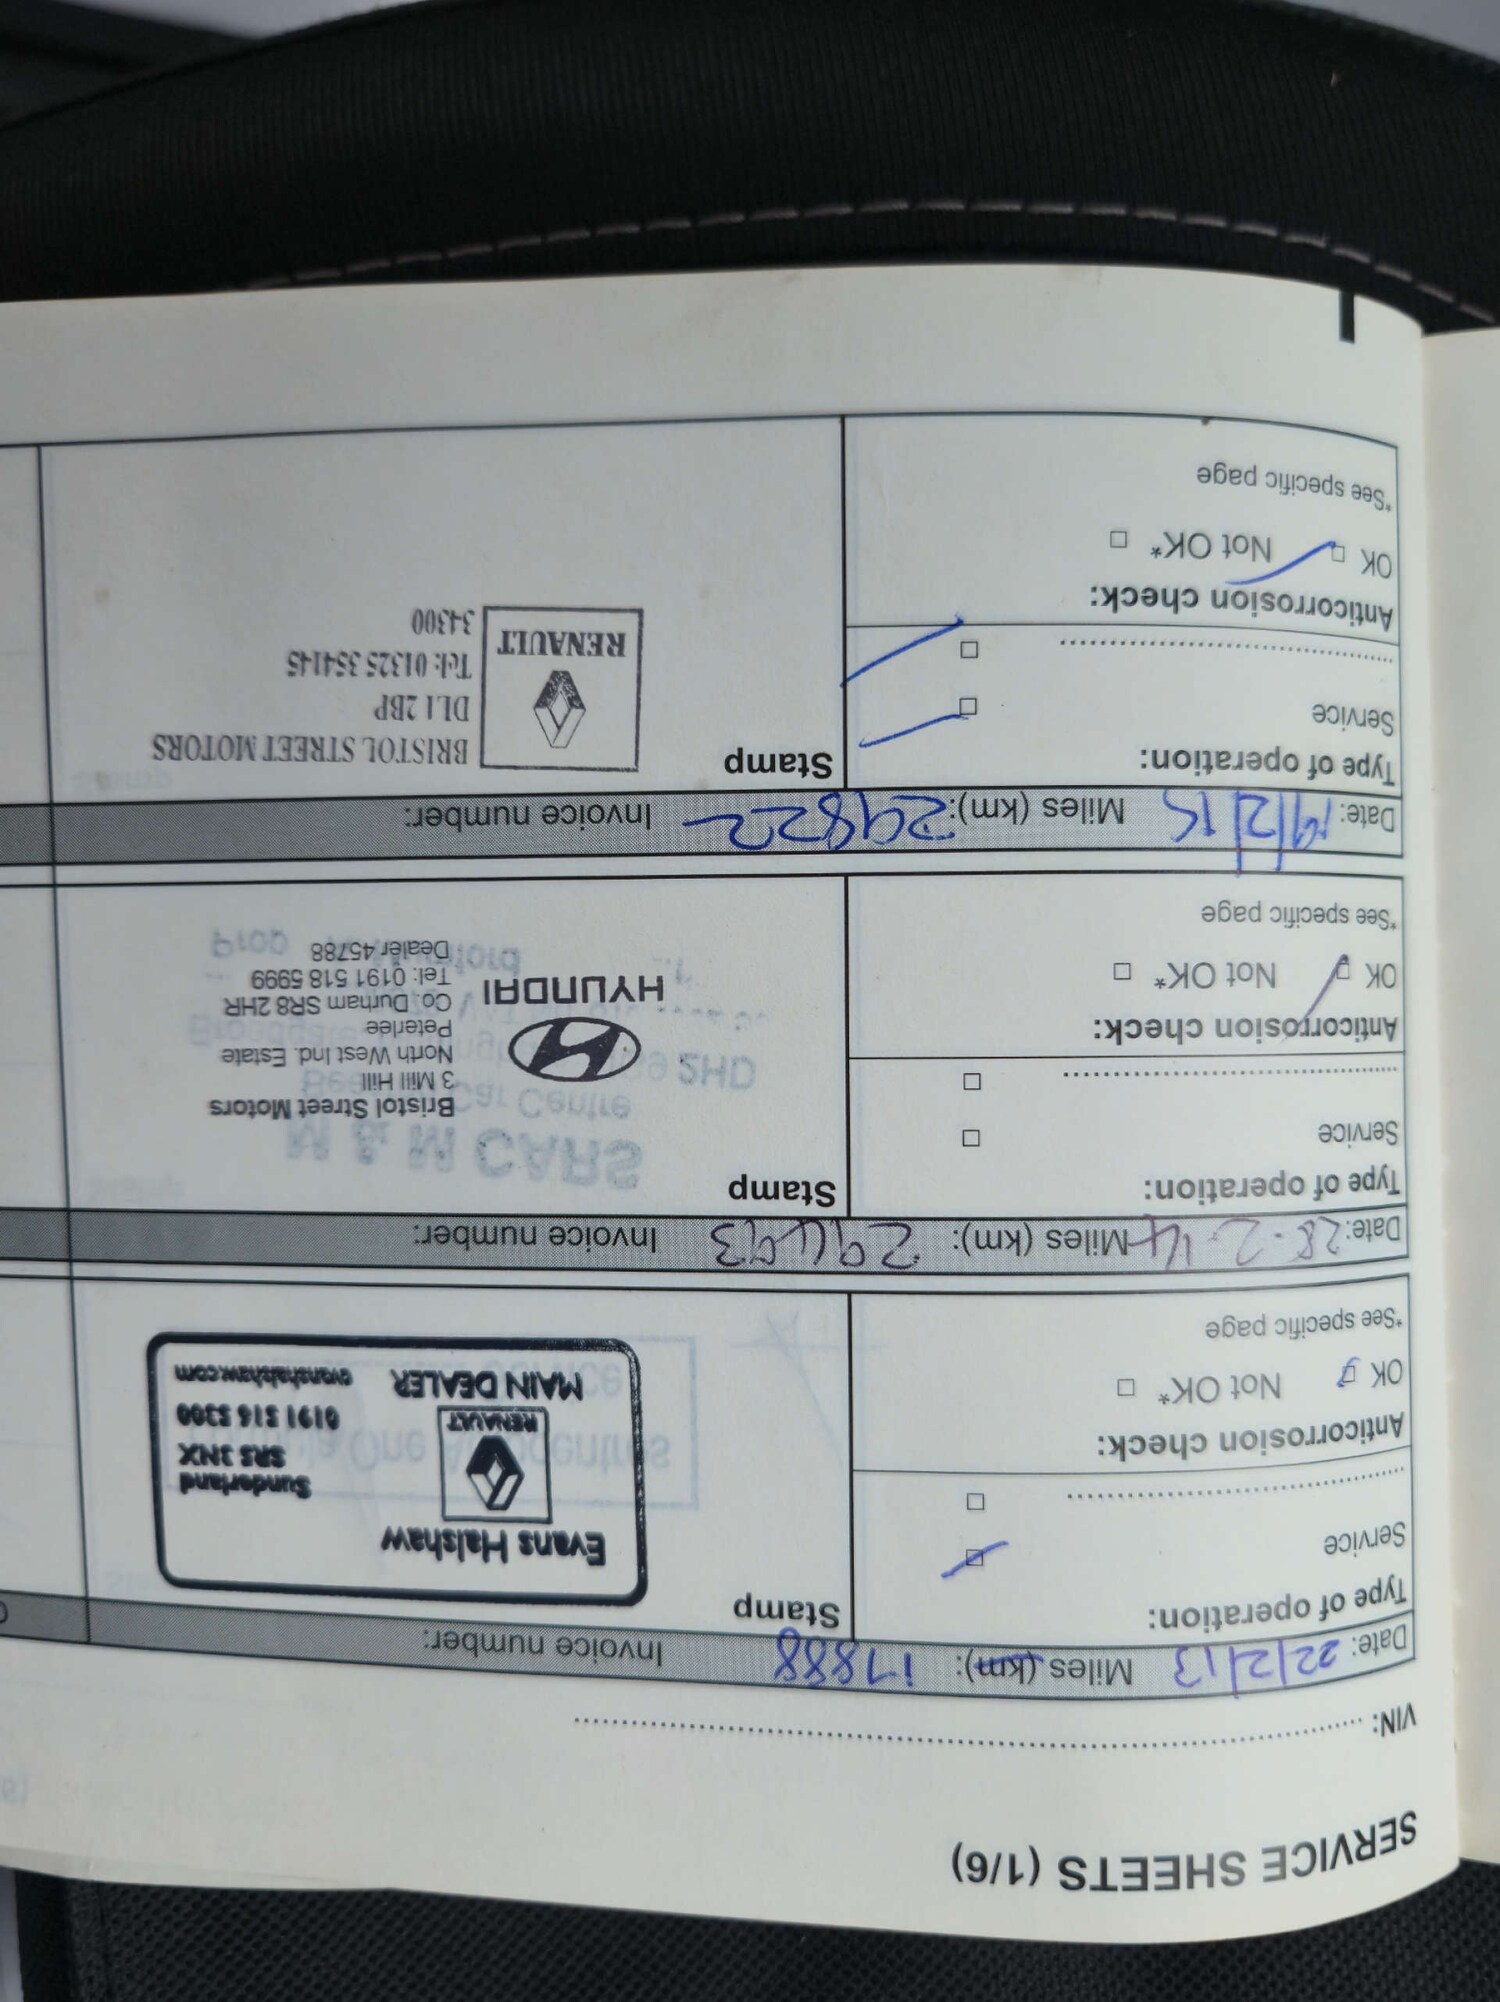 SERVICE SHEETS (1/6)
VIN:
Date: 22/2/13 Miles (km): 17888 Invoice number:
Type of operation:
Service
Anticorrosion check:
OK Not OK*
*See specific page
Stamp
Evans Halshaw
RENAULT
Sunderland
SR5 3NX
0191 516 5300
MAIN DEALER
evanshalshaw.com
Date: 28.2.14 Miles (km): 29493 Invoice number:
Type of operation:
Service
Anticorrosion check:
OK Not OK*
*See specific page
Stamp
HYUNDAI
Bristol Street Motors
3 Mill Hill
North West Ind. Estate
Peterlee
Co. Durham SR8 2HR
Tel: 0191 518 5999
Dealer 45788
M & M CARS
Car Centre
Date: 19/2/15 Miles (km): 29822 Invoice number:
Type of operation:
Service
Anticorrosion check:
OK Not OK*
*See specific page
Stamp
RENAULT
BRISTOL STREET MOTORS
DL1 2BP
Tel: 01325 354145
34300